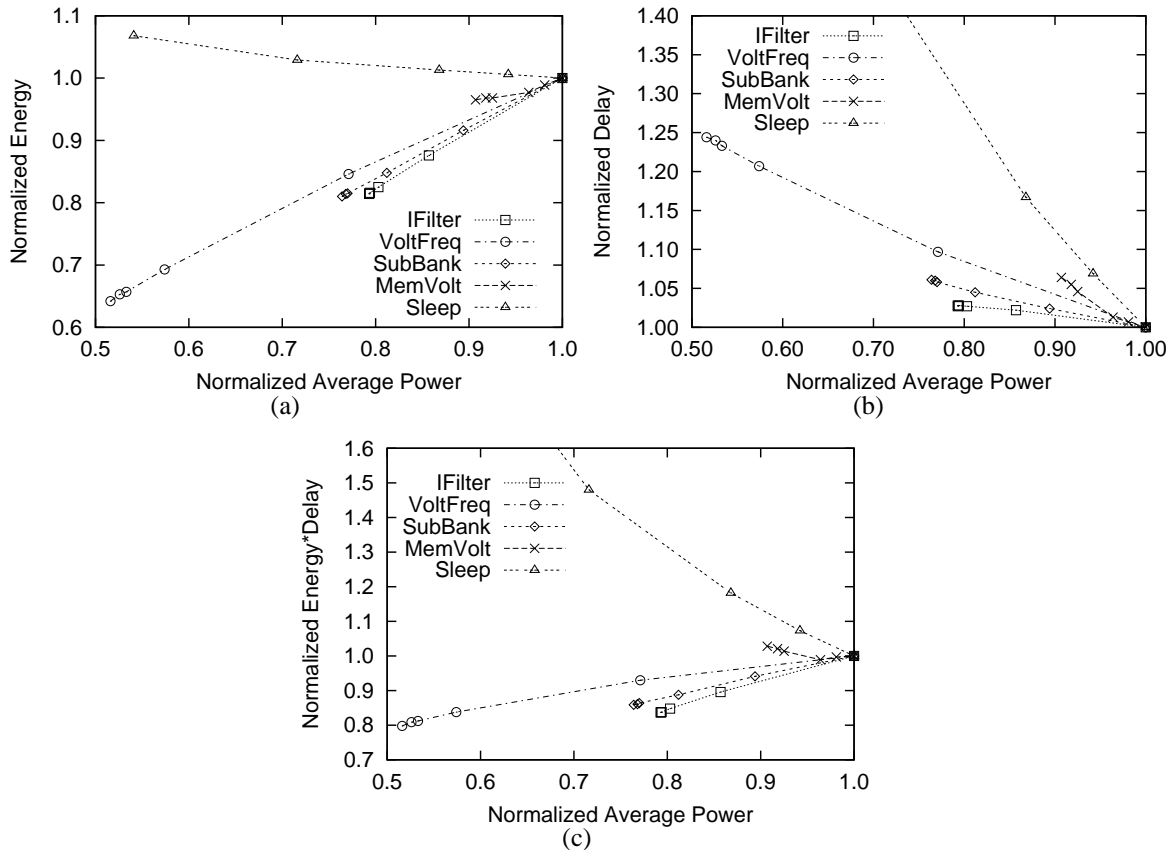 Normalized Energy
1.1
1.0
0.9
0.8
0.7
0.6
IFilter
VoltFreq
SubBank
MemVolt
Sleep
0.5 0.6 0.7 0.8 0.9 1.0
Normalized Average Power
(a)
Normalized Delay
1.40
1.35
1.30
1.25
1.20
1.15
1.10
1.05
1.00
IFilter
VoltFreq
SubBank
MemVolt
Sleep
0.50 0.60 0.70 0.80 0.90 1.00
Normalized Average Power
(b)
Normalized Energy*Delay
1.6
1.5
1.4
1.3
1.2
1.1
1.0
0.9
0.8
0.7
IFilter
VoltFreq
SubBank
MemVolt
Sleep
0.5 0.6 0.7 0.8 0.9 1.0
Normalized Average Power
(c)